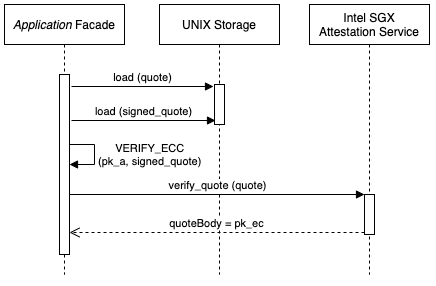 Application Facade
UNIX Storage
Intel SGX
Attestation Service
load (quote)
load (signed_quote)
VERIFY_ECC
(pk_a, signed_quote)
verify_quote (quote)
quoteBody = pk_ec